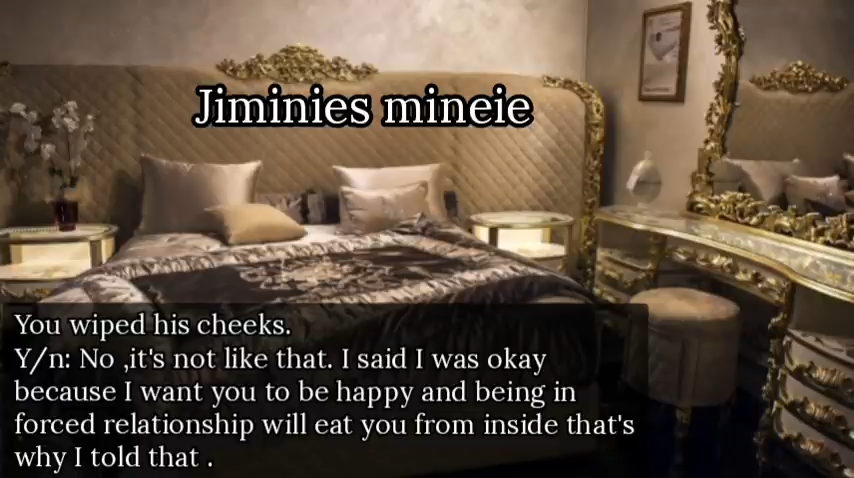 Jiminies mineie
You wiped his cheeks.
Y/n: No ,it's not like that. I said I was okay
because I want you to be happy and being in
forced relationship will eat you from inside that's
why I told that .